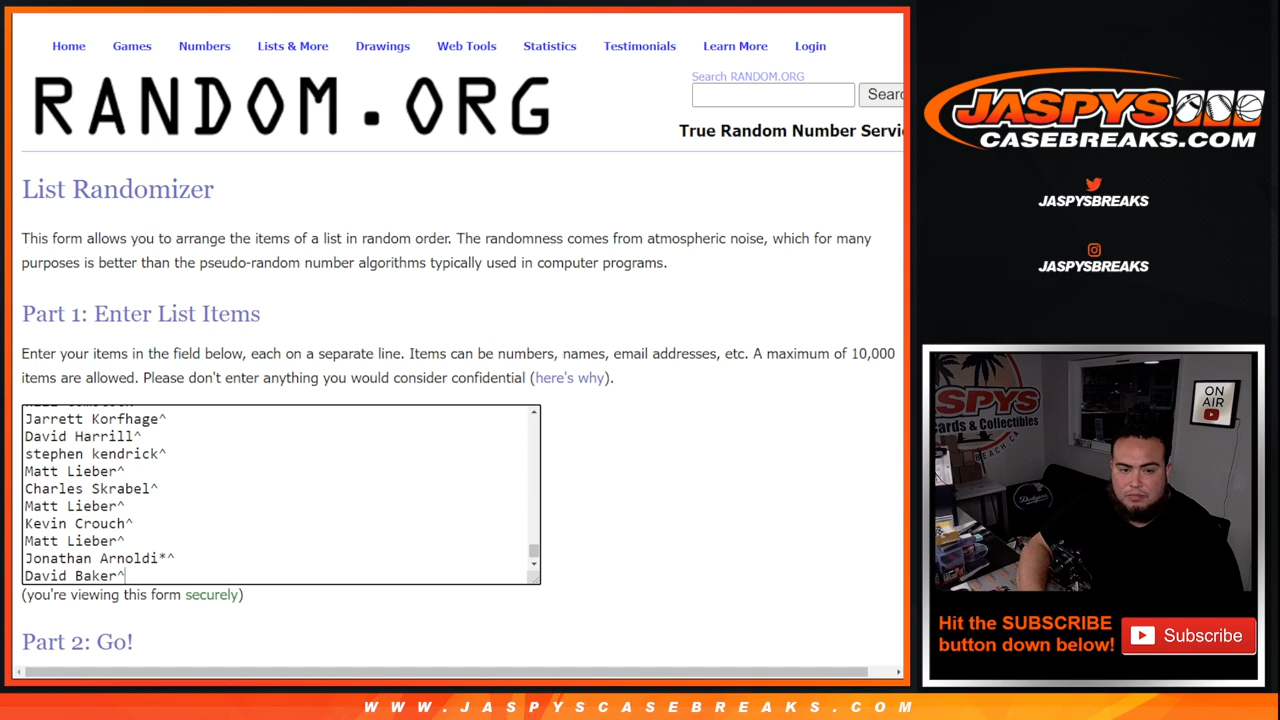 Home Games Numbers Lists & More Drawings Web Tools Statistics Testimonials Learn More Login
RANDOM.ORG
Search RANDOM.ORG
Searc
True Random Number Servi
List Randomizer
This form allows you to arrange the items of a list in random order. The randomness comes from atmospheric noise, which for many
purposes is better than the pseudo-random number algorithms typically used in computer programs.
Part 1: Enter List Items
Enter your items in the field below, each on a separate line. Items can be numbers, names, email addresses, etc. A maximum of 10,000
items are allowed. Please don't enter anything you would consider confidential (here's why).
Jarrett Korfhage^
David Harrill^
stephen kendrick^
Matt Lieber^
Charles Skrabel^
Matt Lieber^
Kevin Crouch^
Matt Lieber^
Jonathan Arnoldi*^
David Baker^
(you're viewing this form securely)
Part 2: Go!
JASPYS
CASEBREAKS.COM
JASPYSBREAKS
JASPYSBREAKS
JASPYS
Cards & Collectibles
BEACH CA
ON
AIR
Dodgers
Hit the SUBSCRIBE
button down below!
Subscribe
WWW.JASPYSCASEBREAKS.COM